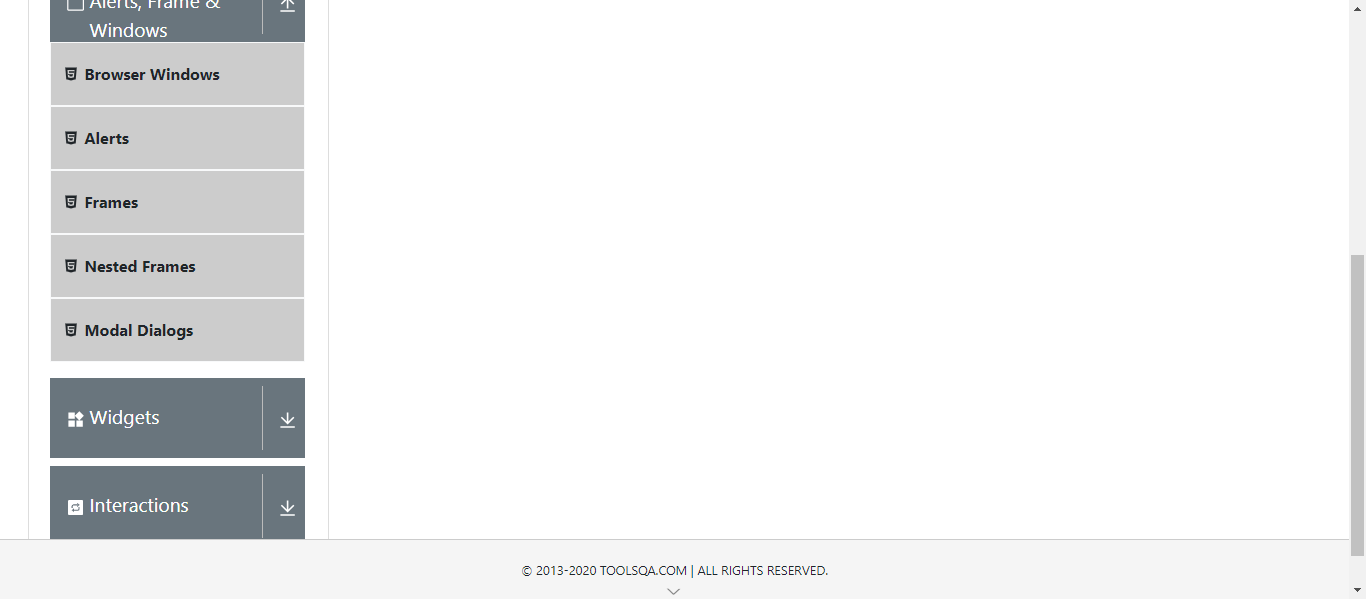 Alerts, Frame &
Windows
Browser Windows
Alerts
Frames
Nested Frames
Modal Dialogs
Widgets
Interactions
© 2013-2020 TOOLSQA.COM | ALL RIGHTS RESERVED.